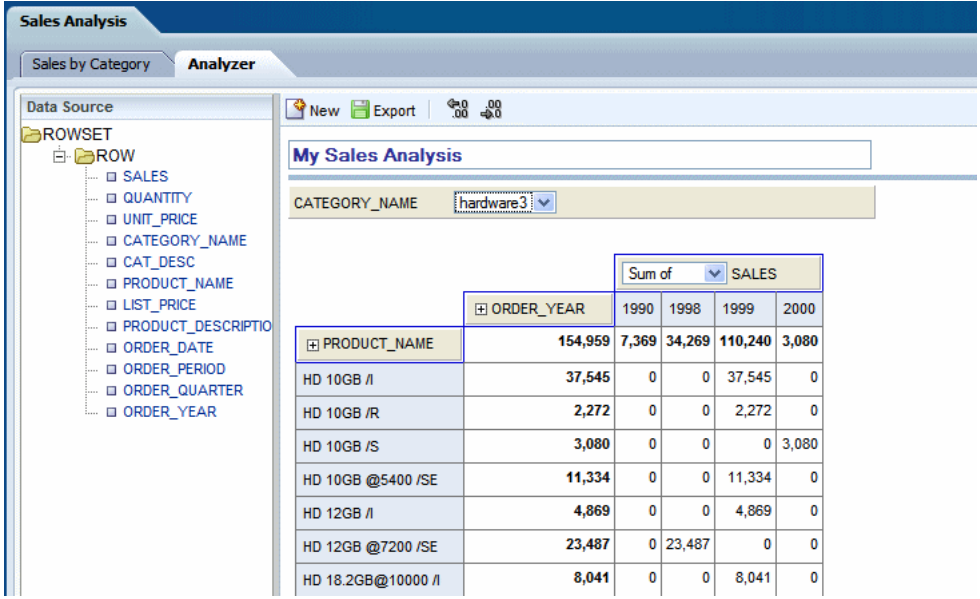 Sales Analysis
Sales by Category Analyzer
Data Source
ROWSET
ROW
SALES
QUANTITY
UNIT_PRICE
CATEGORY_NAME
CAT_DESC
PRODUCT_NAME
LIST_PRICE
PRODUCT_DESCRIPTIO
ORDER_DATE
ORDER_PERIOD
ORDER_QUARTER
ORDER_YEAR
New Export
My Sales Analysis
CATEGORY_NAME hardware3
Sum of SALES
ORDER_YEAR 1990 1998 1999 2000
PRODUCT_NAME 154,959 7,369 34,269 110,240 3,080
HD 10GB /I 37,545 0 0 37,545 0
HD 10GB /R 2,272 0 0 2,272 0
HD 10GB /S 3,080 0 0 0 3,080
HD 10GB @5400 /SE 11,334 0 0 11,334 0
HD 12GB /I 4,869 0 0 4,869 0
HD 12GB @7200 /SE 23,487 0 23,487 0 0
HD 18.2GB@10000 /I 8,041 0 0 8,041 0